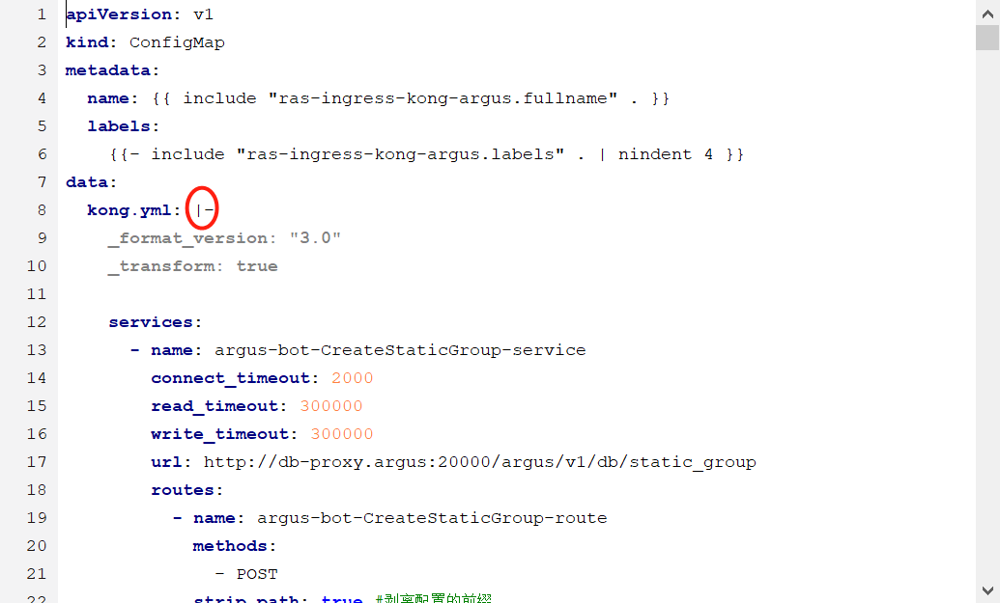 1 apiVersion: v1
2 kind: ConfigMap
3 metadata:
4   name: {{ include "ras-ingress-kong-argus.fullname" . }}
5   labels:
6     {{- include "ras-ingress-kong-argus.labels" . | nindent 4 }}
7 data:
8   kong.yml: |-
9     _format_version: "3.0"
10     _transform: true
11
12     services:
13       - name: argus-bot-CreateStaticGroup-service
14         connect_timeout: 2000
15         read_timeout: 300000
16         write_timeout: 300000
17         url: http://db-proxy.argus:20000/argus/v1/db/static_group
18         routes:
19           - name: argus-bot-CreateStaticGroup-route
20             methods:
21               - POST
22             strip_path: true #剥离配置的前缀